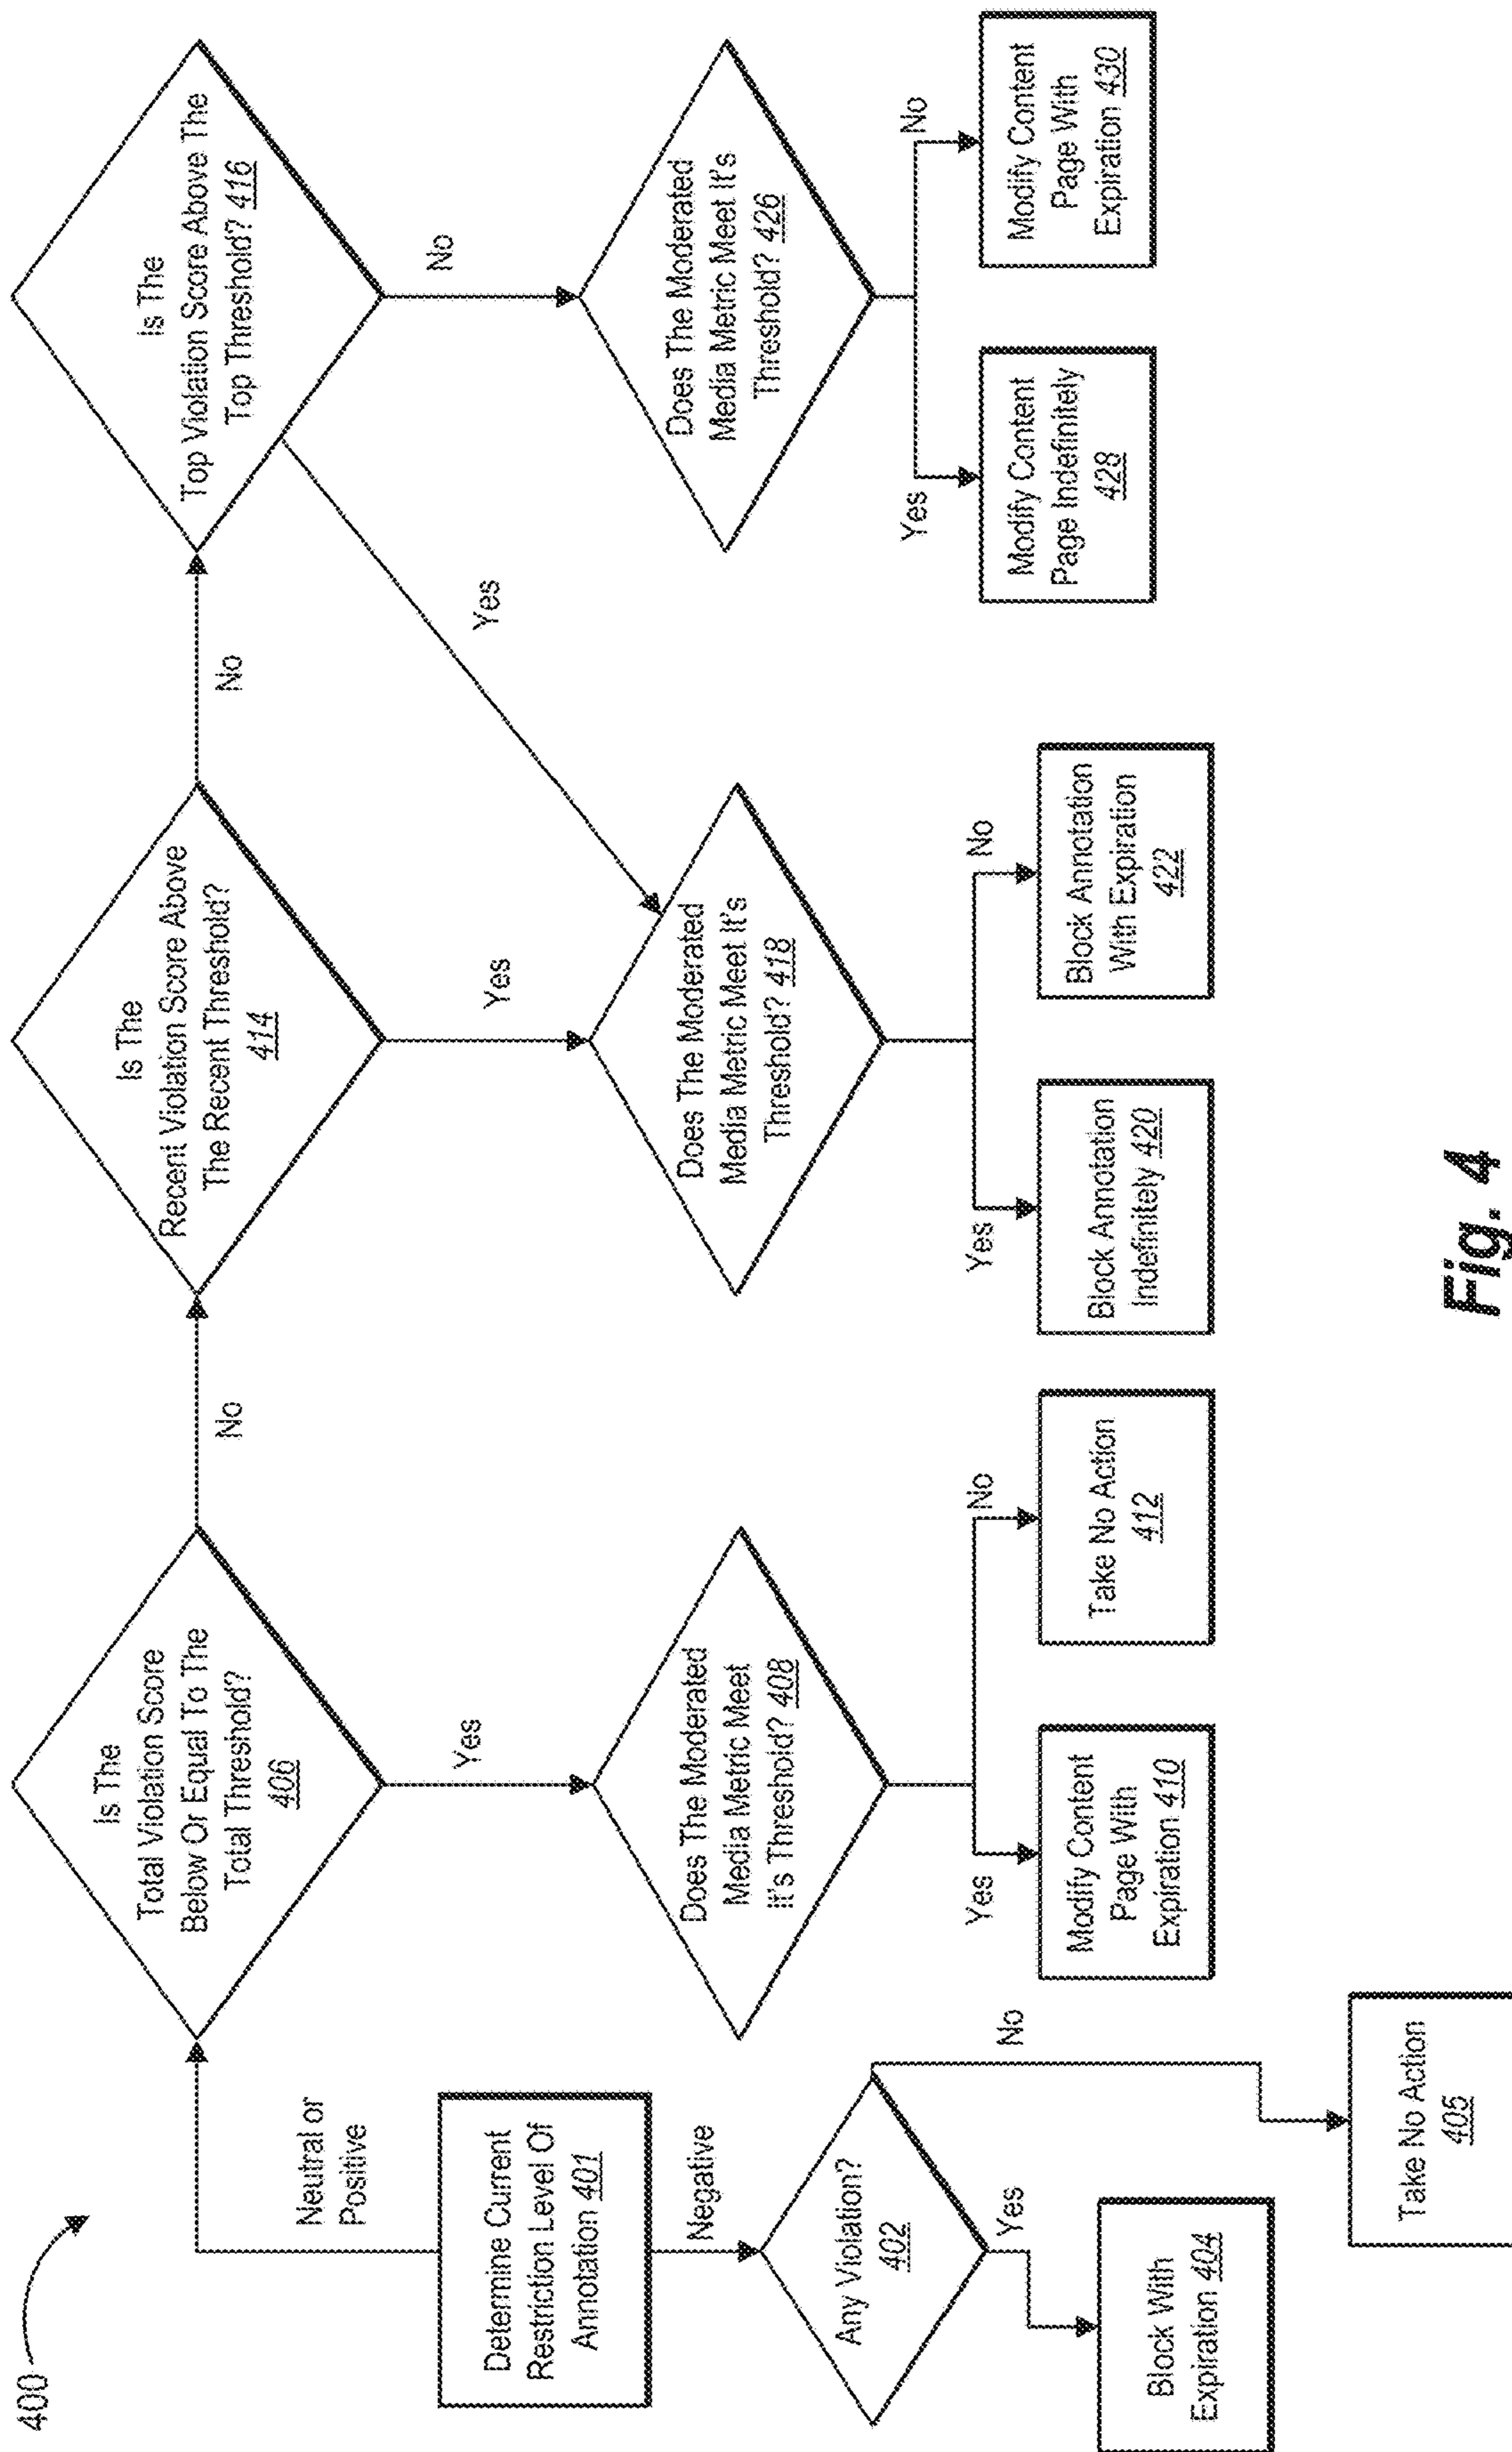 400
Determine Current
Restriction Level Of
Annotation 401
Neutral or
Positive
Negative
Any Violation?
402
Yes
No
Block With
Expiration 404
Take No Action
405
Is The
Total Violation Score
Below Or Equal To The
Total Threshold?
406
Yes
No
Does The Moderated
Media Metric Meet
It's Threshold? 408
Yes
No
Modify Content
Page With
Expiration 410
Take No Action
412
Is The
Recent Violation Score Above
The Recent Threshold?
414
Yes
No
Does The Moderated
Media Metric Meet It's
Threshold? 418
Yes
No
Block Annotation
Indefinitely 420
Block Annotation
With Expiration
422
Is The
Top Violation Score Above The
Top Threshold? 416
Yes
No
Does The Moderated
Media Metric Meet It's
Threshold? 426
Yes
No
Modify Content
Page Indefinitely
428
Modify Content
Page With
Expiration 430
Fig. 4